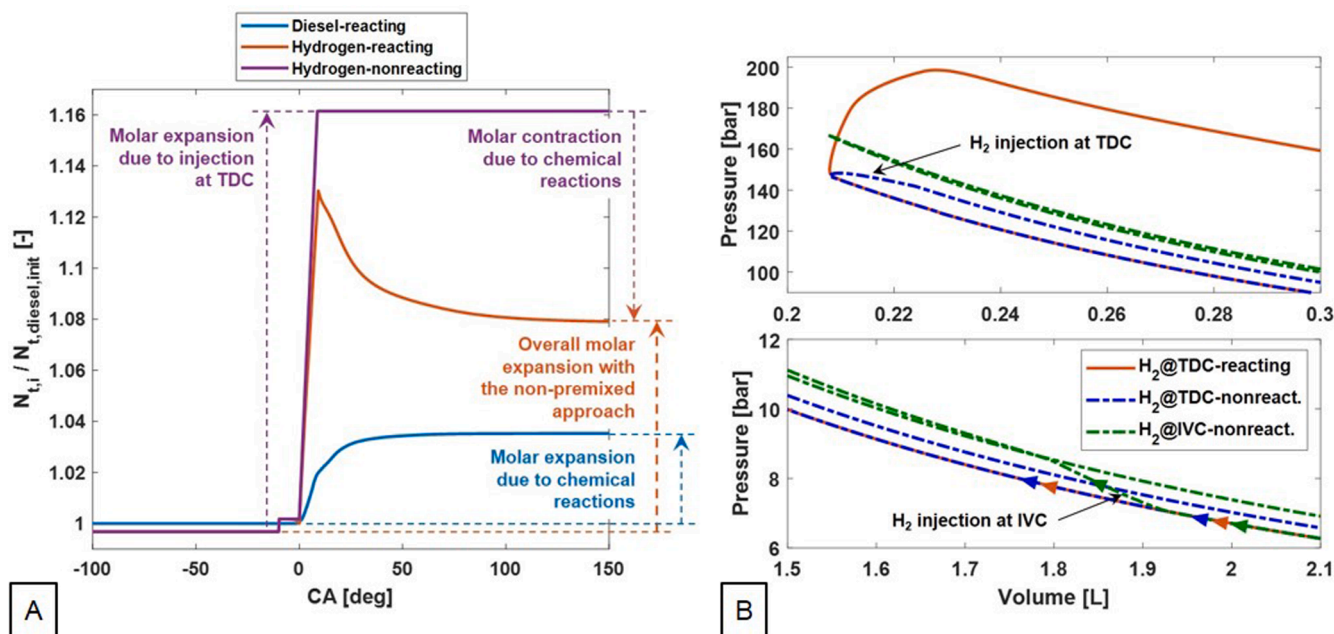 Diesel-reacting
Hydrogen-reacting
Hydrogen-nonreacting
N t,i / N t,diesel,init [-]
1.16
1.14
1.12
1.1
1.08
1.06
1.04
1.02
1
Molar expansion
due to injection
at TDC
Molar contraction
due to chemical
reactions
Overall molar
expansion with
the non-premixed
approach
Molar expansion
due to chemical
reactions
-100
-50
0
50
100
150
CA [deg]
A
Pressure [bar]
200
180
160
140
120
100
H2 injection at TDC
0.2
0.22
0.24
0.26
0.28
0.3
Pressure [bar]
12
10
8
6
H2@TDC-reacting
H2@TDC-nonreact.
H2@IVC-nonreact.
H2 injection at IVC
1.5
1.6
1.7
1.8
1.9
2
2.1
Volume [L]
B